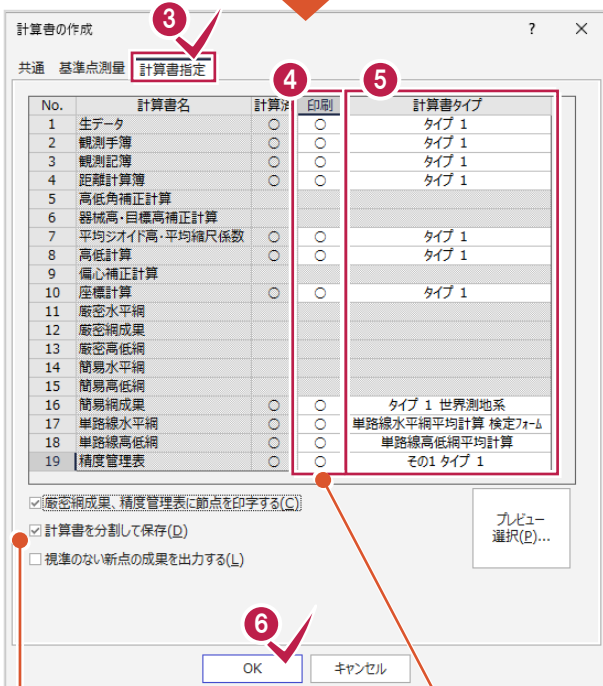 3
計算書の作成 ? ×
共通 基準点測量 計算書指定
4 5
No. 計算書名 計算済 印刷 計算書タイプ
1 生データ ○ ○ タイプ 1
2 観測手簿 ○ ○ タイプ 1
3 観測記簿 ○ ○ タイプ 1
4 距離計算簿 ○ ○ タイプ 1
5 高低角補正計算
6 器械高・目標高補正計算
7 平均ジオイド高・平均縮尺係数 ○ ○ タイプ 1
8 高低計算 ○ ○ タイプ 1
9 偏心補正計算
10 座標計算 ○ ○ タイプ 1
11 厳密水平網
12 厳密網成果
13 厳密高低網
14 簡易水平網
15 簡易高低網
16 簡易網成果 ○ ○ タイプ 1 世界測地系
17 単路線水平網 ○ ○ 単路線水平網平均計算 検定フォーム
18 単路線高低網 ○ ○ 単路線高低網平均計算
19 精度管理表 ○ ○ その1 タイプ 1
厳密網成果、精度管理表に節点を印字する(C)
計算書を分割して保存(D)
視準のない新点の成果を出力する(L)
プレビュー
選択(P)...
6
OK キャンセル